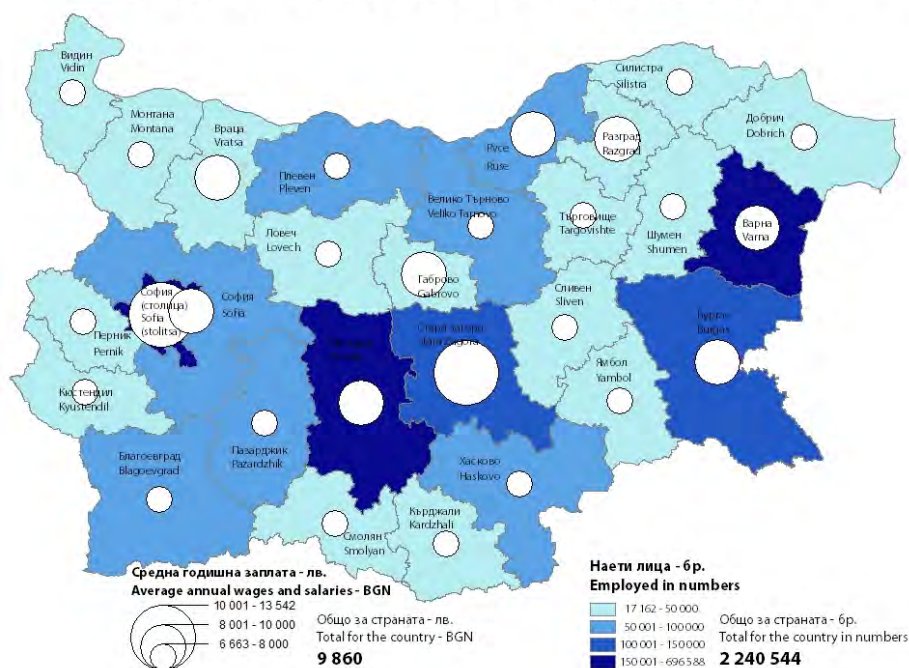 Видин
Vidin
Монтана
Montana
Враца
Vratsa
Плевен
Pleven
Русе
Ruse
Силистра
Silistra
Разград
Razgrad
Добрич
Dobrich
Велико Търново
Veliko Tarnovo
Търговище
Targovishte
Шумен
Shumen
Варна
Varna
Ловеч
Lovech
Габрово
Gabrovo
София
(столица)
Sofia
(stolitsa)
София
Sofia
Перник
Pernik
Кюстендил
Kyustendil
Сливен
Sliven
Стара Загора
Stara Zagora
Бургас
Burgas
Ямбол
Yambol
Благоевград
Blagoevgrad
Пазарджик
Pazardzhik
Хасково
Haskovo
Смолян
Smolyan
Кърджали
Kardzhali
Средна годишна заплата - лв.
Average annual wages and salaries - BGN
10 001 - 13 542
8 001 - 10 000
6 663 - 8 000
Общо за страната - лв.
Total for the country - BGN
9 860
Наети лица - бр.
Employed in numbers
17 162 - 50 000
50 001 - 100 000
100 001 - 150 000
150 001 - 696 588
Общо за страната - бр.
Total for the country in numbers
2 240 544